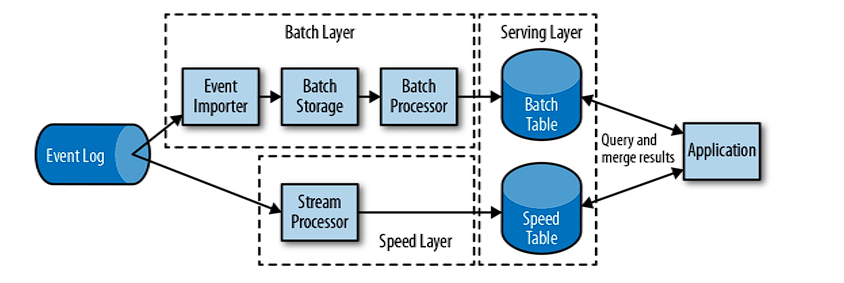 Batch Layer
Serving Layer
Event
Importer
Batch
Storage
Batch
Processor
Batch
Table
Event Log
Query and
merge results
Application
Stream
Processor
Speed Layer
Speed
Table